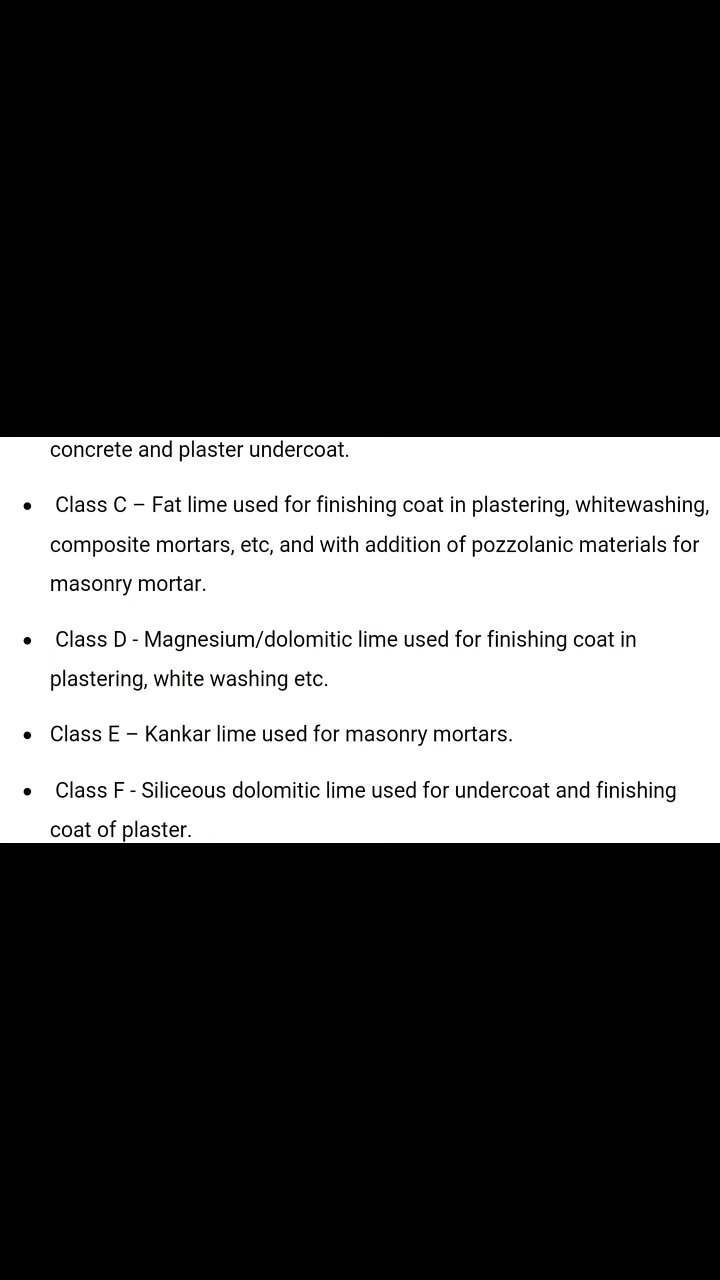 concrete and plaster undercoat.
• Class C – Fat lime used for finishing coat in plastering, whitewashing,
composite mortars, etc, and with addition of pozzolanic materials for
masonry mortar.
• Class D - Magnesium/dolomitic lime used for finishing coat in
plastering, white washing etc.
• Class E – Kankar lime used for masonry mortars.
• Class F - Siliceous dolomitic lime used for undercoat and finishing
coat of plaster.